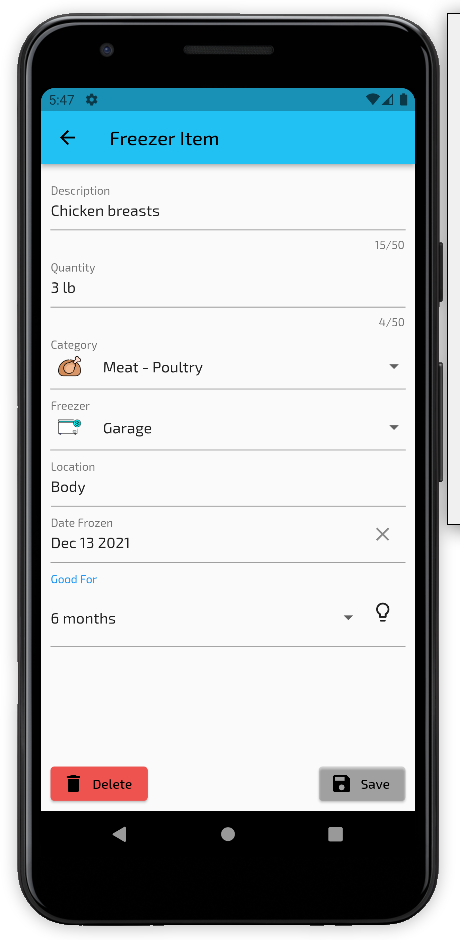 5:47
Freezer Item
Description
Chicken breasts
15/50
Quantity
3 lb
4/50
Category
Meat - Poultry
Freezer
Garage
Location
Body
Date Frozen
Dec 13 2021
Good For
6 months
Delete
Save